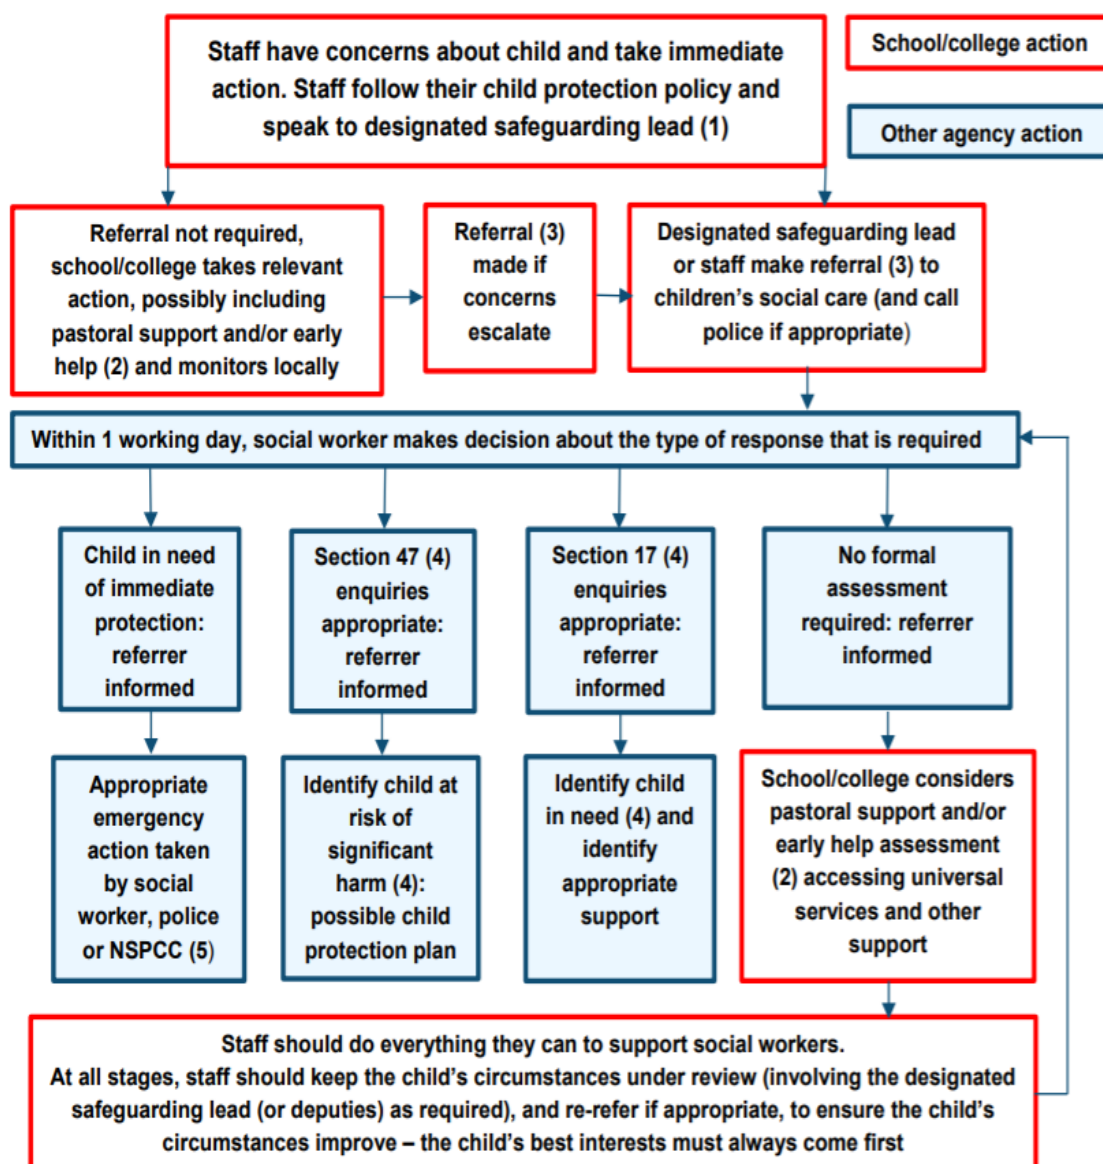 Staff have concerns about child and take immediate
action. Staff follow their child protection policy and
speak to designated safeguarding lead (1)
School/college action
Other agency action
Referral not required,
school/college takes relevant
action, possibly including
pastoral support and/or early
help (2) and monitors locally
Referral (3)
made if
concerns
escalate
Designated safeguarding lead
or staff make referral (3) to
children's social care (and call
police if appropriate)
Within 1 working day, social worker makes decision about the type of response that is required
Child in need
of immediate
protection:
referrer
informed
Section 47 (4)
enquiries
appropriate:
referrer
informed
Section 17 (4)
enquiries
appropriate:
referrer
informed
No formal
assessment
required: referrer
informed
Appropriate
emergency
action taken
by social
worker, police
or NSPCC (5)
Identify child at
risk of
significant
harm (4):
possible child
protection plan
Identify child
in need (4) and
identify
appropriate
support
School/college considers
pastoral support and/or
early help assessment
(2) accessing universal
services and other
support
Staff should do everything they can to support social workers.
At all stages, staff should keep the child's circumstances under review (involving the designated
safeguarding lead (or deputies) as required), and re-refer if appropriate, to ensure the child's
circumstances improve – the child's best interests must always come first